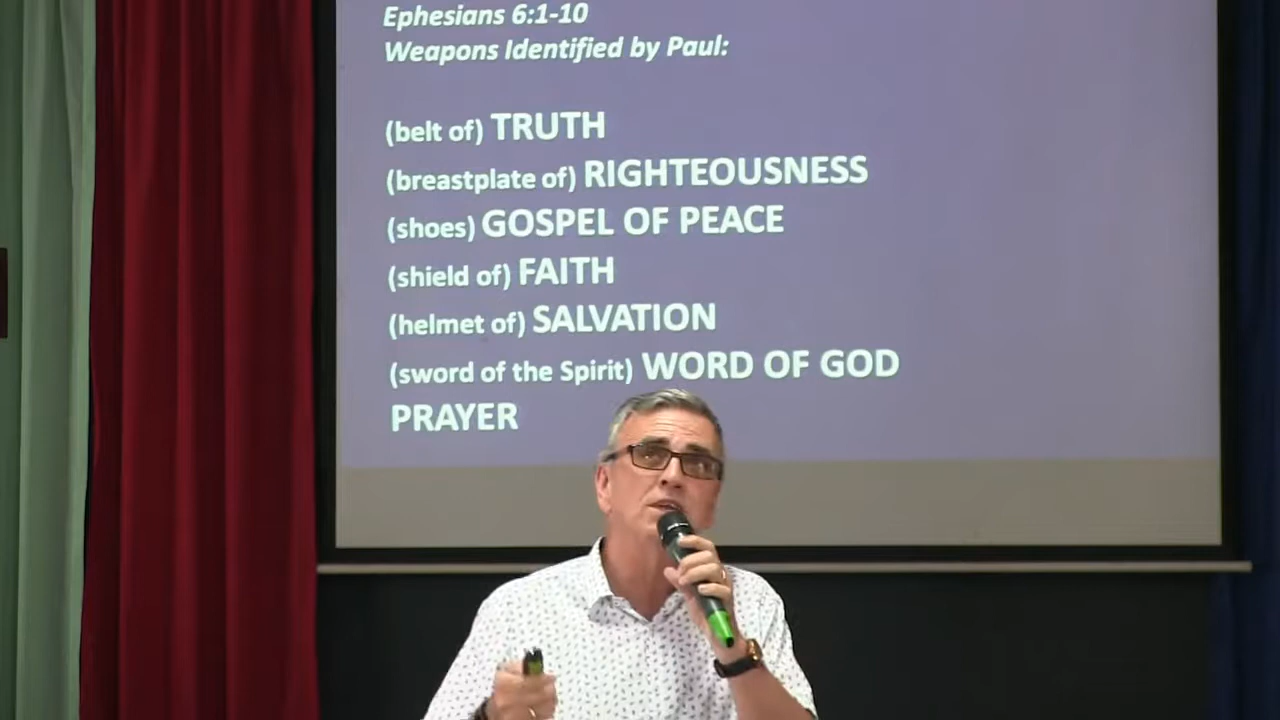 Ephesians 6:1-10
Weapons Identified by Paul:
(belt of) TRUTH
(breastplate of) RIGHTEOUSNESS
(shoes) GOSPEL OF PEACE
(shield of) FAITH
(helmet of) SALVATION
(sword of the Spirit) WORD OF GOD
PRAYER